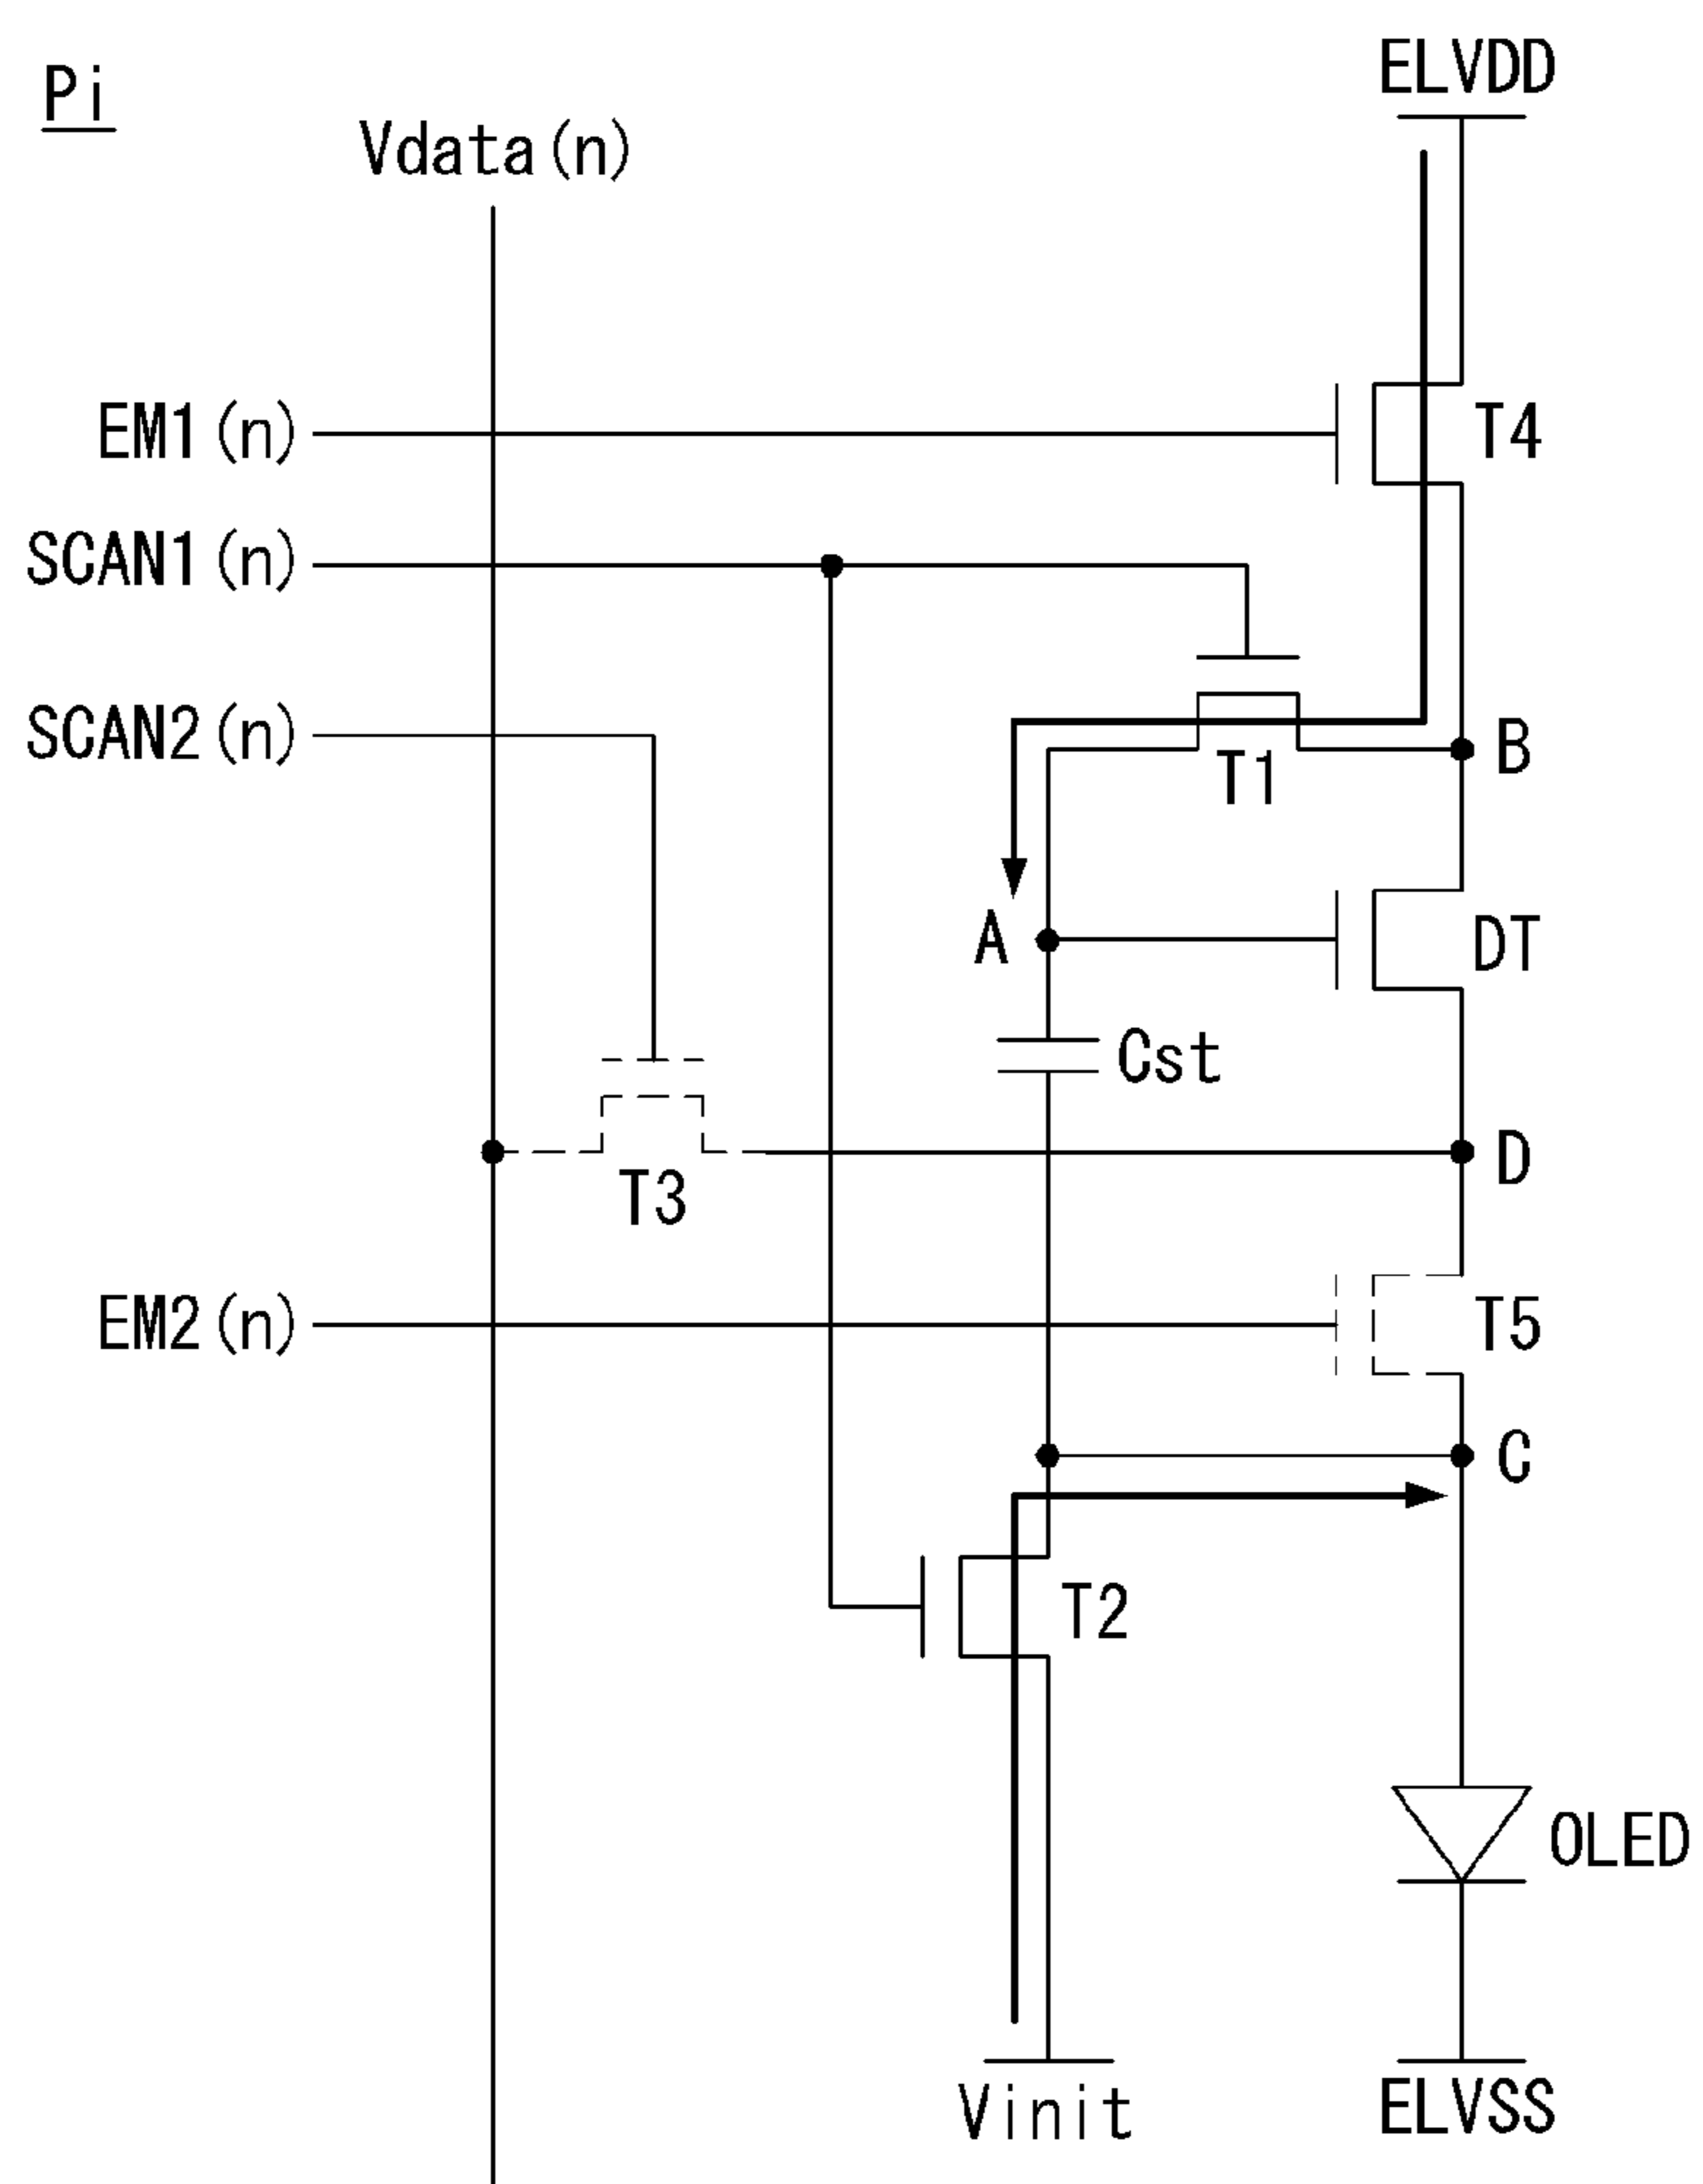 Pi
ELVDD
Vdata(n)
EM1(n)
T4
SCAN1(n)
SCAN2(n)
B
T1
A
DT
Cst
D
T3
EM2(n)
T5
C
T2
OLED
Vinit
ELVSS